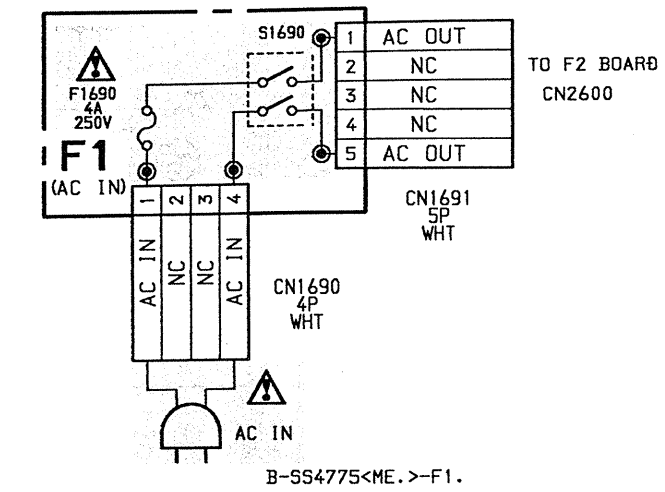 S1690
1 AC OUT
2 NC
3 NC
4 NC
5 AC OUT
TO F2 BOARD
CN2600
F1690
4A
250V
F1
(AC IN)
CN1691
5P
WHT
1 2 3 4
AC IN
NC
NC
AC IN
CN1690
4P
WHT
AC IN
B-SS4775<ME.>-F1.